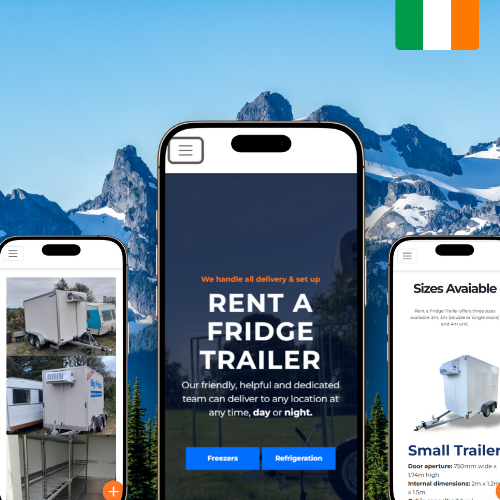 We handle all delivery & set up
RENT A
FRIDGE
TRAILER
Our friendly, helpful and dedicated
team can deliver to any location at
any time, day or night.
Freezers
Refrigeration
Sizes Avaiable
Rent a Fridge Trailer offers three sizes
available: 2m, 3m (double or single doors)
and 4m unit.
Small Trailer
Door aperture: 750mm wide x
1.74m high
Internal dimensions: 2m x 1.2m
x 1.5m